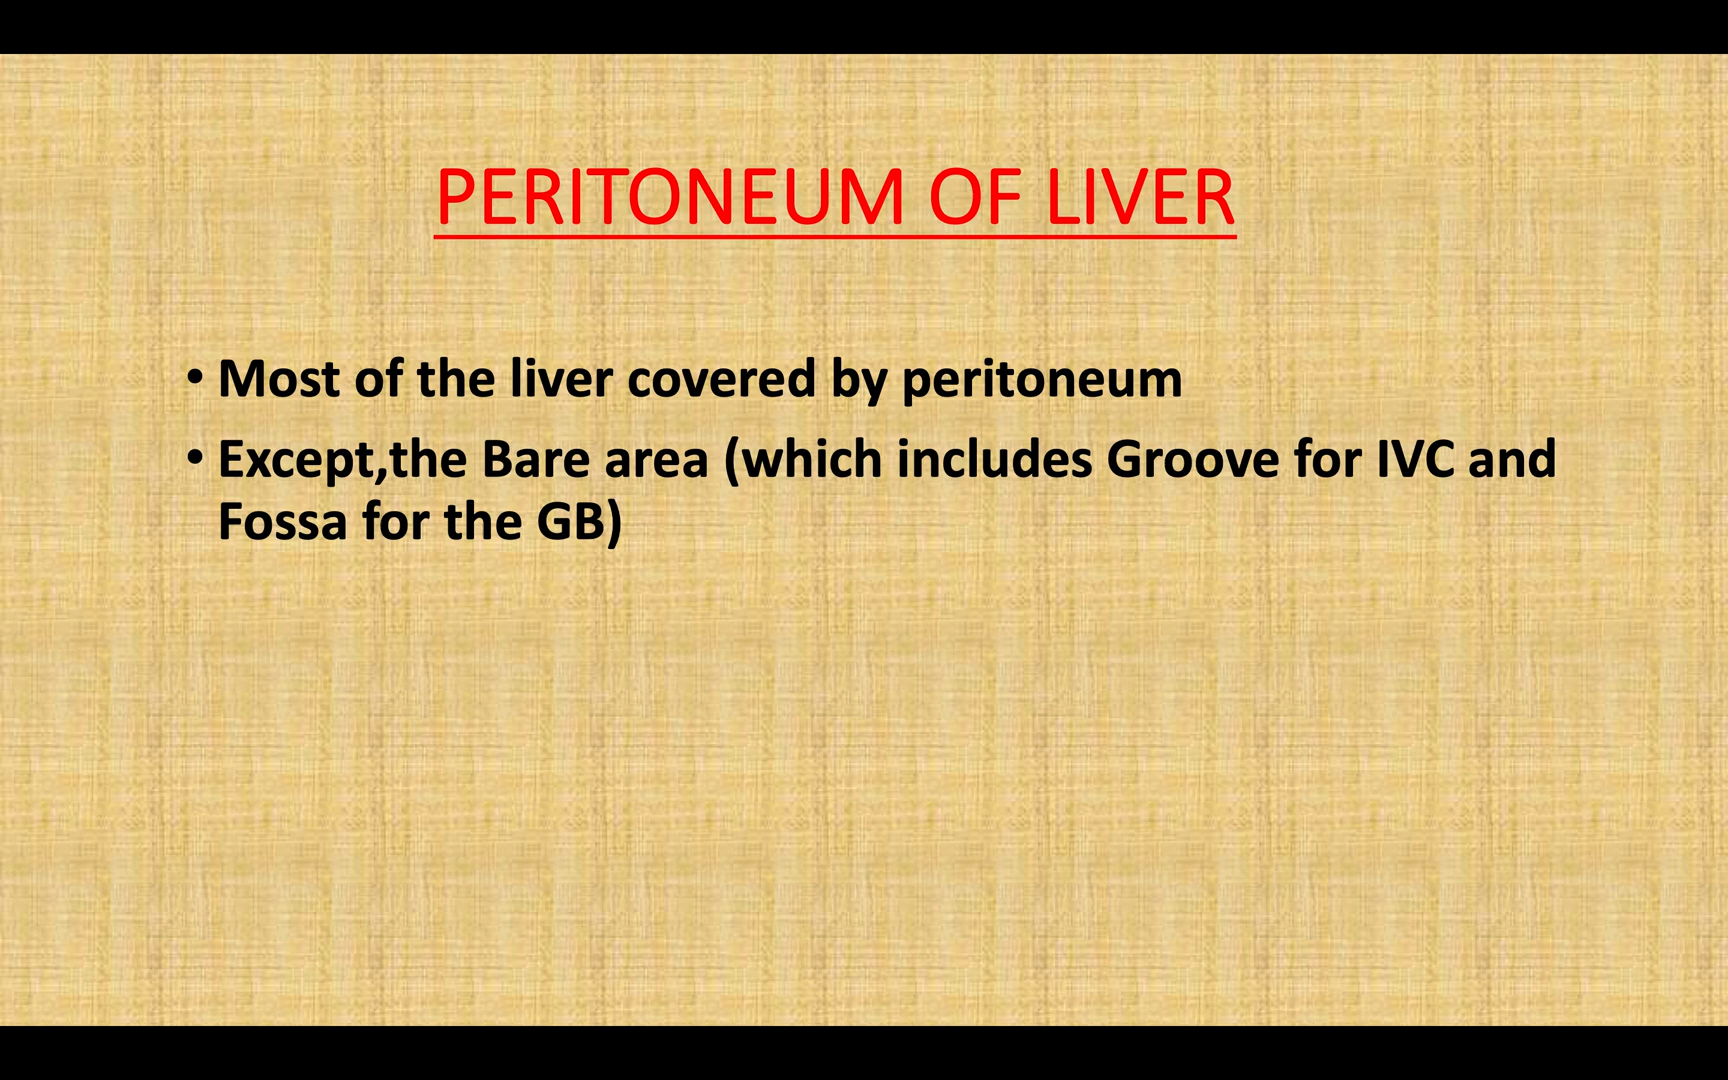 PERITONEUM OF LIVER
• Most of the liver covered by peritoneum
• Except,the Bare area (which includes Groove for IVC and
Fossa for the GB)